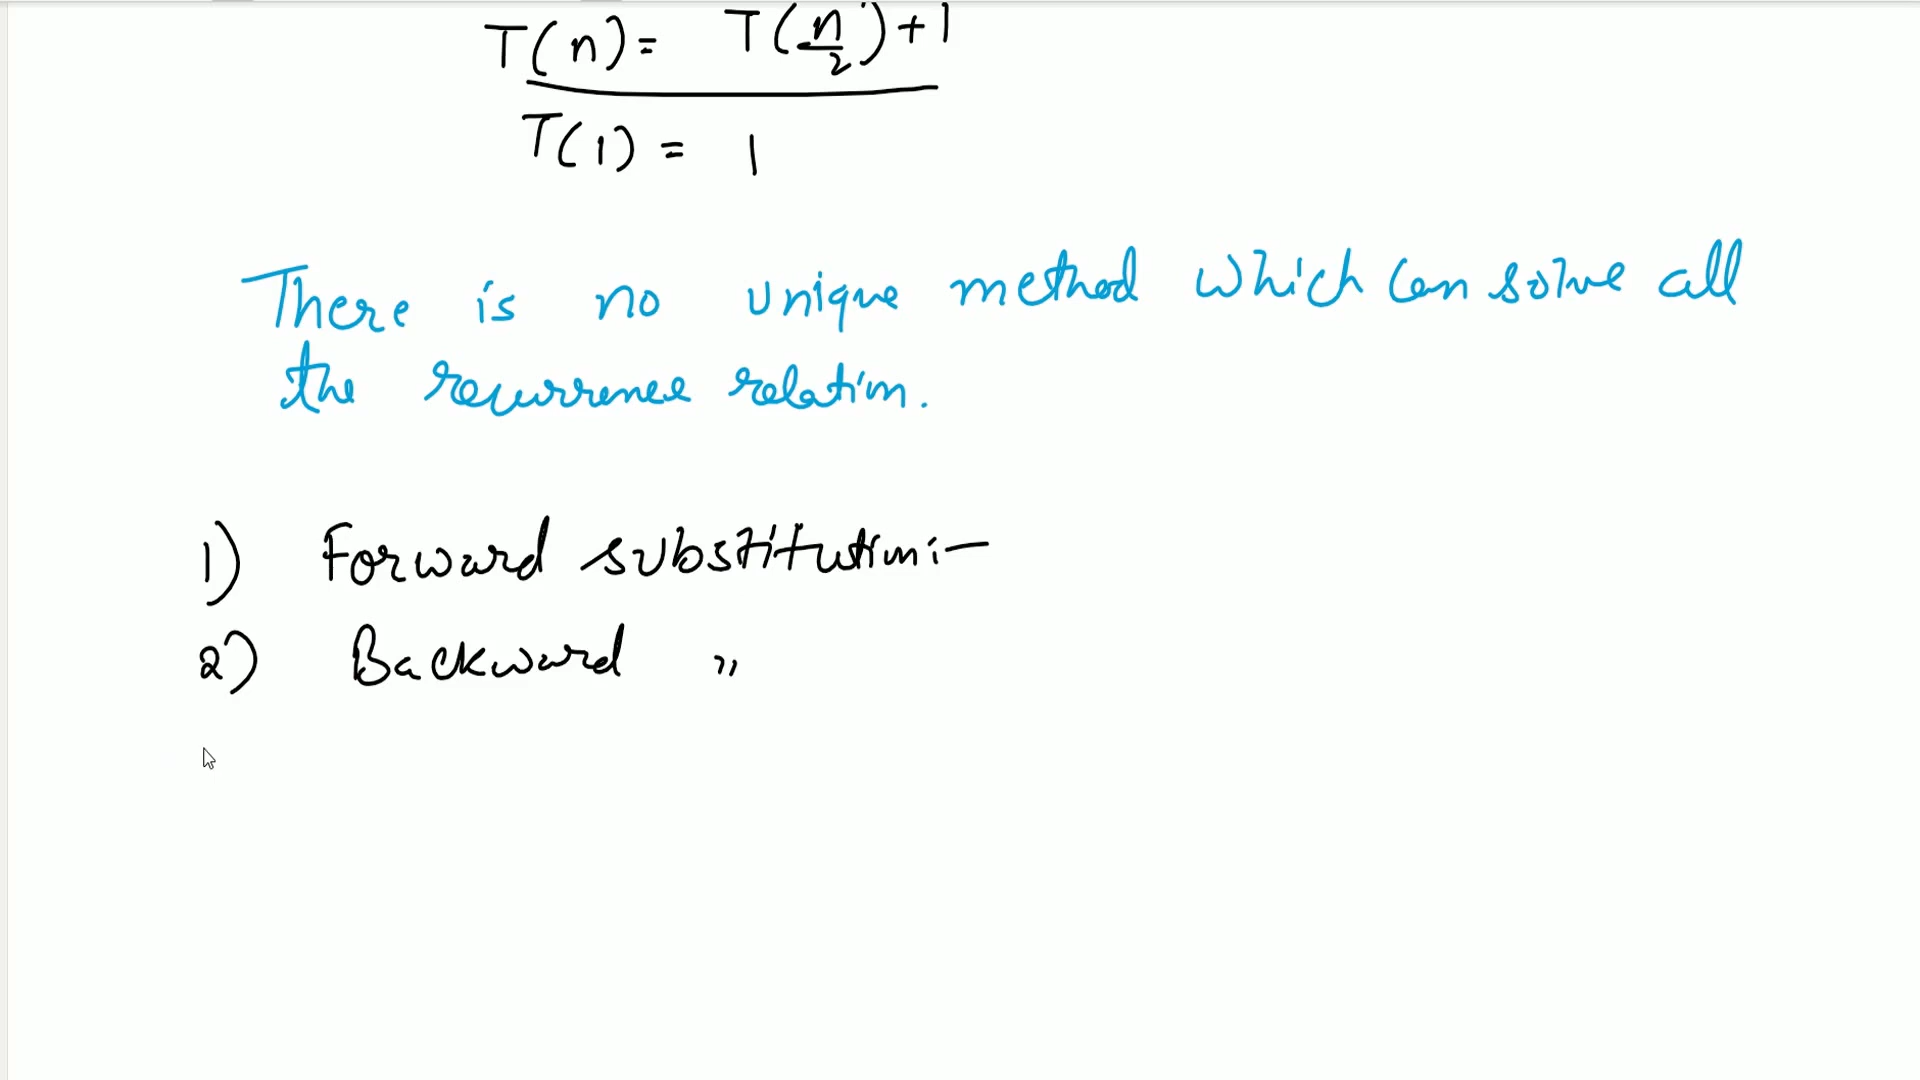 T(n) = T(n/2) + 1
T(1) = 1
There is no unique method which can solve all
the recurrence relation.
1) Forward substitution:-
2) Backward "